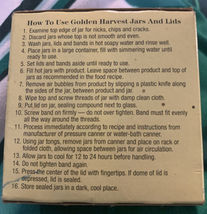 How To Use Golden Harvest Jars And Lids
1. Examine top edge of jar for nicks, chips and cracks.
2. Discard jars whose top is not smooth and even.
3. Wash jars, lids and bands in hot soapy water and rinse well.
4. Place jars in a large container, fill with simmering water until
ready to use.
5. Set lids and bands aside until ready to use.
6. Fill hot jars with product. Leave space between product and top of
jars as recommended in the food recipe.
7. Remove air bubbles from product by slipping a plastic knife along
the sides, between jar and product.
8. Wipe top and screw threads of jar with damp clean cloth.
9. Put lid on jar, sealing compound next to glass.
10. Screw band on firmly — do not over tighten. Band must fit evenly
all the way around the threads.
11. Process immediately according to recipe and instructions from
manufacturer of pressure canner or water-bath canner.
12. Using jar tongs, remove jars from canner and place on rack or
folded cloth, allowing space between jars for air circulation.
13. Allow jars to cool for 12 to 24 hours before handling.
14. Do not tighten band again.
15. Press the center of lid with fingertips. If dome of lid is
depressed, lid is sealed.
16. Store sealed jars in a dark, cool place.